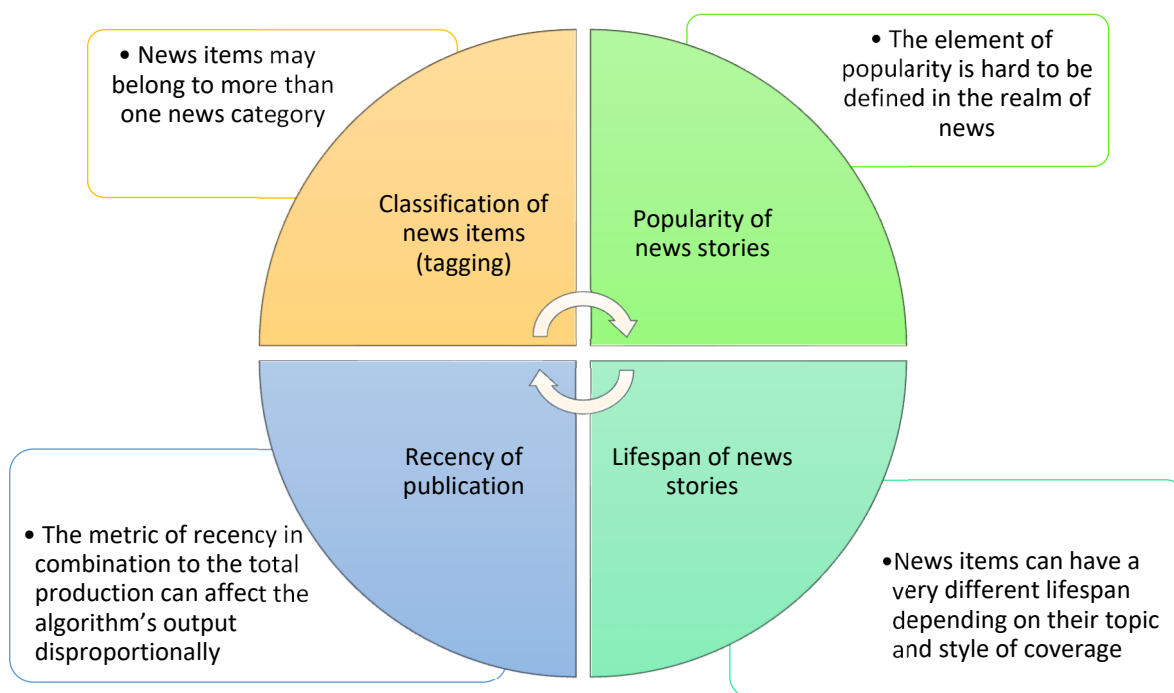 • News items may
belong to more than
one news category
• The element of
popularity is hard to be
defined in the realm of
news
Classification of
news items
(tagging)
Popularity of
news stories
Recency of
publication
Lifespan of news
stories
• The metric of recency in
combination to the total
production can affect the
algorithm’s output
disproportionally
•News items can have a
very different lifespan
depending on their topic
and style of coverage